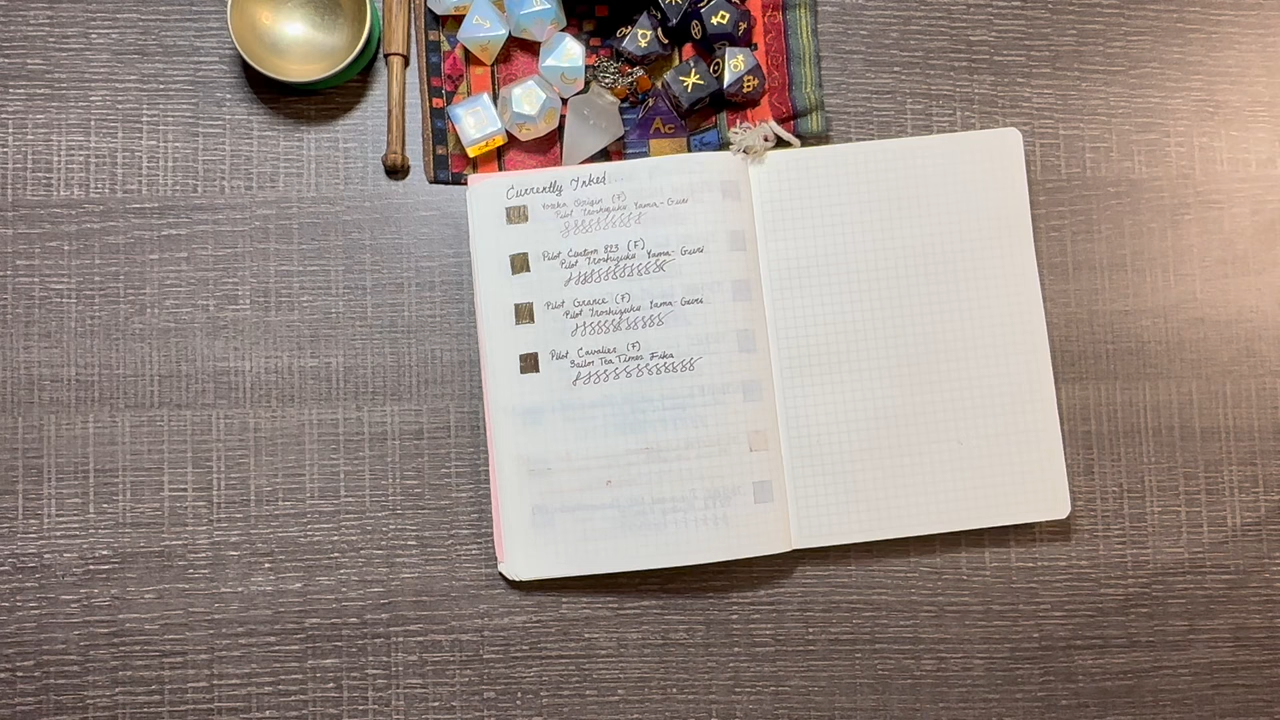 Currently Inked...
Origin (F)
Pilot Iroshizuku Yama-Guri
Pilot Custom 823 (F)
Pilot Iroshizuku Yama-Guri
Pilot Grance (F)
Pilot Iroshizuku Yama-Guri
Pilot Cavalier (F)
Sailor Tea Times Fika
Ac